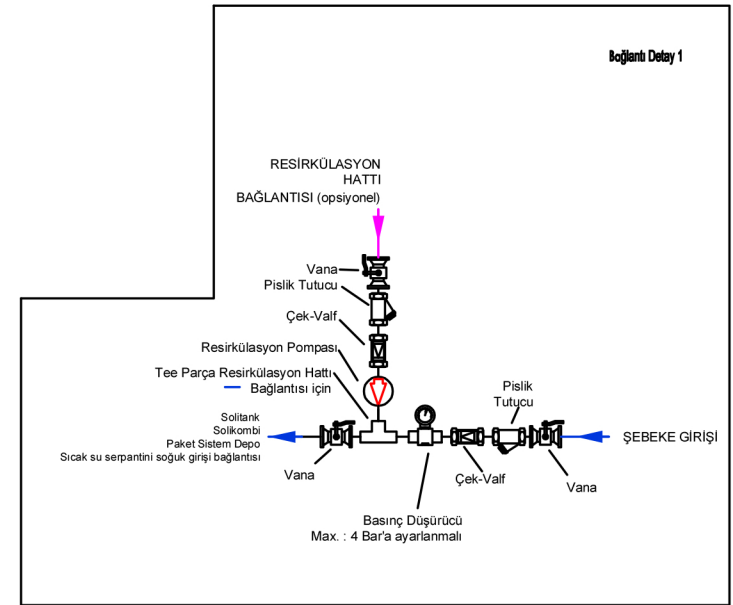 Bağlantı Detay 1
RESİRKÜLASYON
HATTI
BAĞLANTISI (opsiyonel)
Vana
Pislik Tutucu
Çek-Valf
Resirkülasyon Pompası
Tee Parça Resirkülasyon Hattı
Bağlantısı için
Pislik
Tutucu
Solitank
Solikombi
Paket Sistem Depo
Sıcak su serpantini soğuk girişi bağlantısı
ŞEBEKE GİRİŞİ
Vana
Çek-Valf
Vana
Basınç Düşürücü
Max. : 4 Bar'a ayarlanmalı